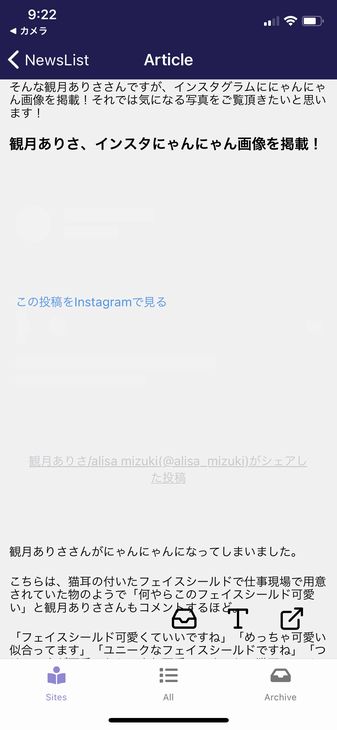 9:22
カメラ
NewsList
Article
そんな観月ありささんですが、インスタグラムににゃんにゃ
ん画像を掲載！それでは気になる写真をご覧頂きたいと思い
ます！
観月ありさ、インスタにゃんにゃん画像を掲載！
この投稿をInstagramで見る
観月ありさ/alisa mizuki(@alisa_mizuki)がシェアし
た投稿
観月ありささんがにゃんにゃんになってしまいました。
こちらは、猫耳の付いたフェイスシールドで仕事現場で用意
されていた物のようで「何やらこのフェイスシールド可愛
い」と観月ありささんもコメントするほど。
「フェイスシールド可愛くていいですね」「めっちゃ可愛い
似合ってます」「ユニークなフェイスシールドですね」「つ
Sites
All
Archive